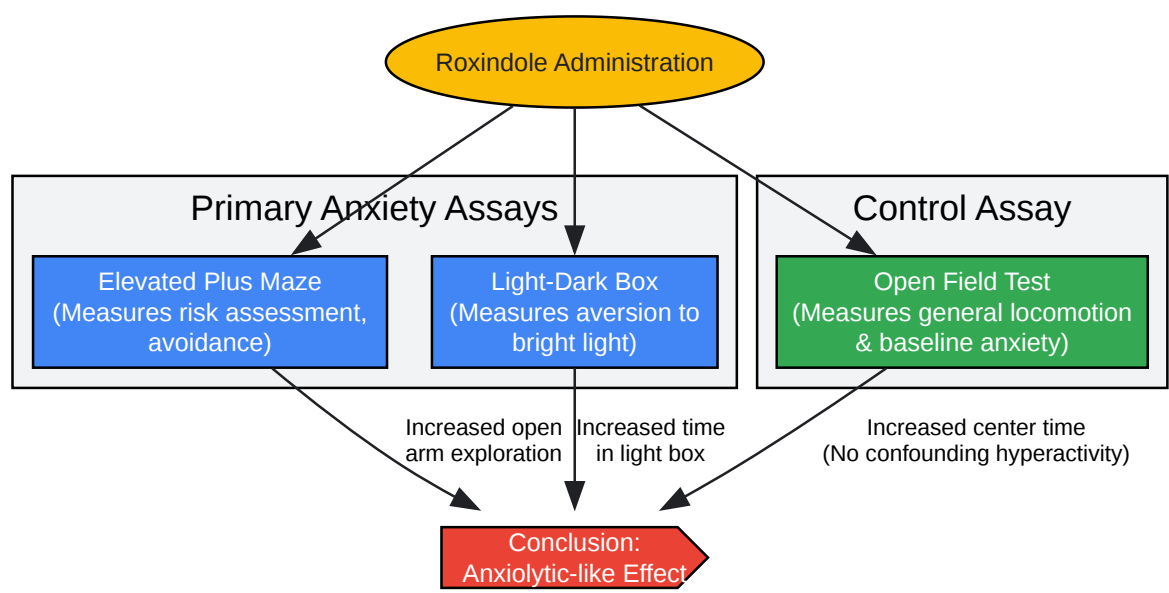 Roxindole Administration
Primary Anxiety Assays
Control Assay
Elevated Plus Maze
(Measures risk assessment,
avoidance)
Light-Dark Box
(Measures aversion to
bright light)
Open Field Test
(Measures general locomotion
& baseline anxiety)
Increased open
arm exploration
Increased time
in light box
Increased center time
(No confounding hyperactivity)
Conclusion:
Anxiolytic-like Effect